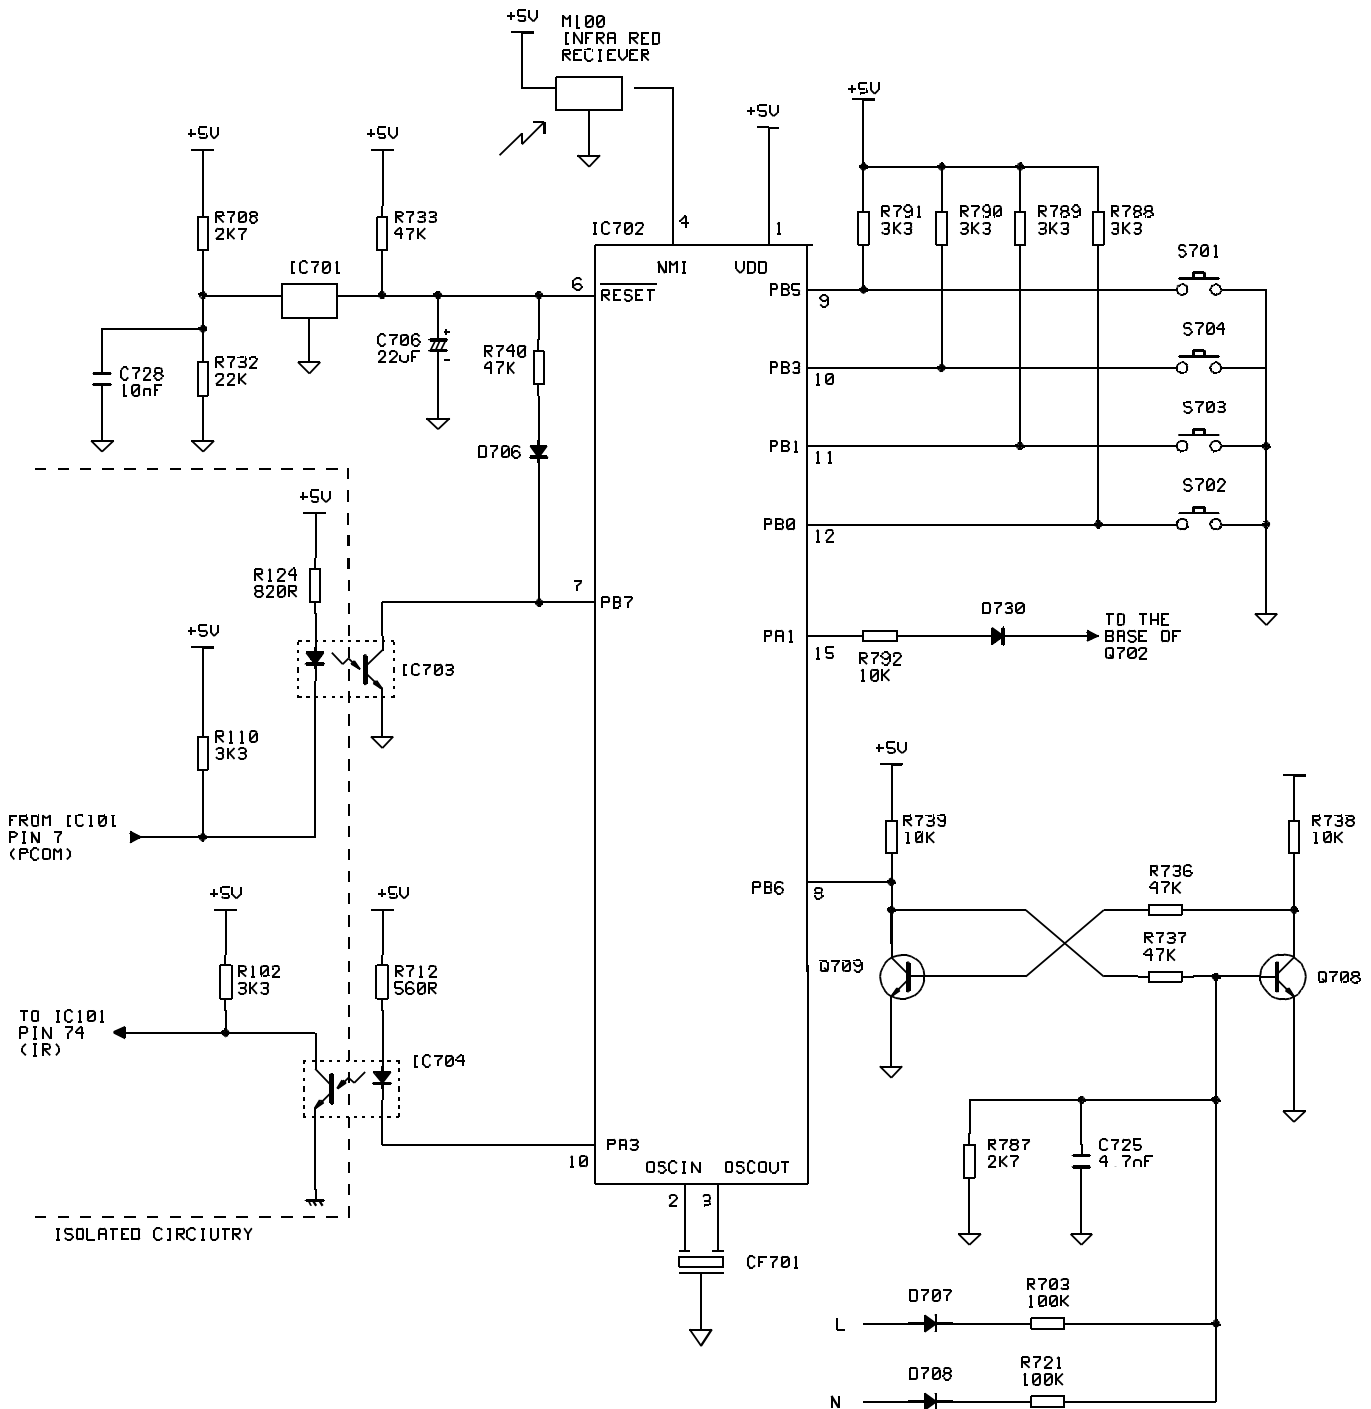 +5V
M100
INFRA RED
RECIEVER
+5V
+5V
+5V
+5V
R708
2K7
R733
47K
IC702
4
1
R791
3K3
R790
3K3
R789
3K3
R788
3K3
IC701
NMI
VDD
S701
6
RESET
PB5
9
C706
22uF
+
-
R740
47K
S704
C728
10nF
R732
22K
PB3
10
S703
D706
PB1
11
+5V
S702
PB0
12
R124
820R
7
PB7
D730
TO THE
BASE OF
Q702
+5V
PA1
15
R792
10K
IC703
R110
3K3
+5V
FROM IC101
PIN 7
(PCOM)
R739
10K
R738
10K
+5V
+5V
PB6
8
R736
47K
R737
47K
R102
3K3
R712
560R
Q709
Q708
TO IC101
PIN 74
(IR)
IC704
PA3
10
OSCIN
OSCOUT
R787
2K7
C725
4.7nF
2
3
ISOLATED CIRCIUTRY
CF701
D707
R703
100K
L
D708
R721
100K
N